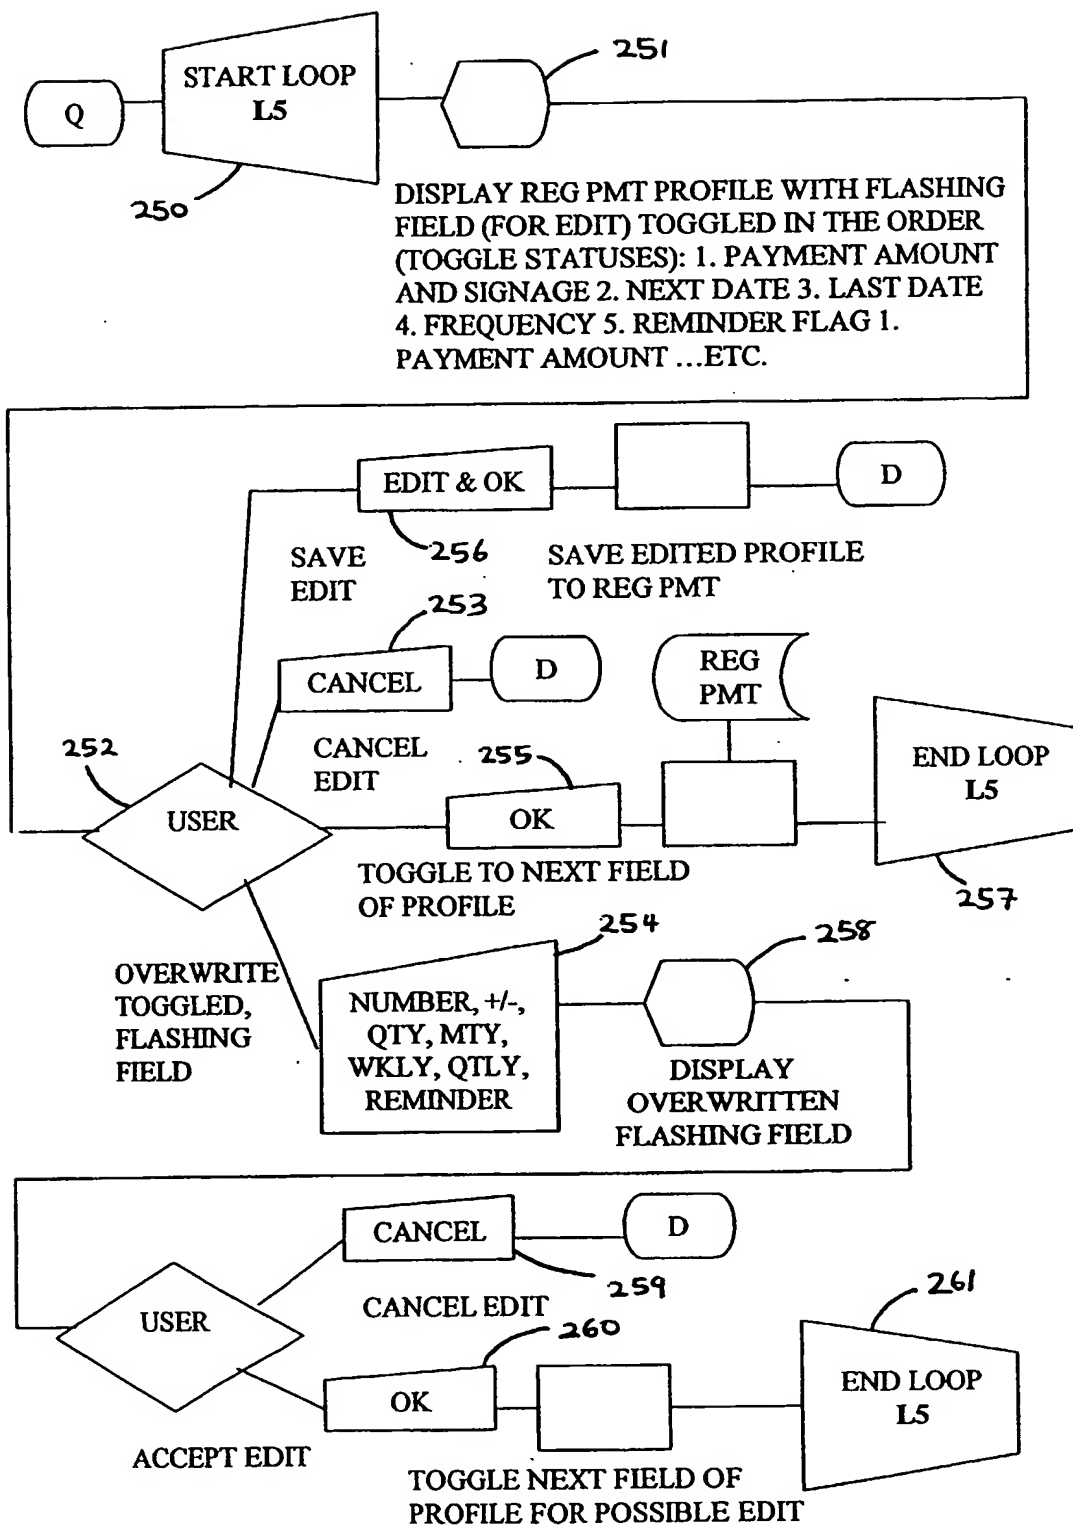 251
START LOOP
L5
Q
250
DISPLAY REG PMT PROFILE WITH FLASHING
FIELD (FOR EDIT) TOGGLED IN THE ORDER
(TOGGLE STATUSES): 1. PAYMENT AMOUNT
AND SIGNAGE 2. NEXT DATE 3. LAST DATE
4. FREQUENCY 5. REMINDER FLAG 1.
PAYMENT AMOUNT ...ETC.
EDIT & OK
D
256
SAVE
EDIT
SAVE EDITED PROFILE
TO REG PMT
253
CANCEL
D
REG
PMT
252
CANCEL
EDIT
255
END LOOP
L5
USER
OK
TOGGLE TO NEXT FIELD
OF PROFILE
257
254
258
OVERWRITE
TOGGLED,
FLASHING
FIELD
NUMBER, +/-,
QTY, MTY,
WKLY, QTLY,
REMINDER
DISPLAY
OVERWRITTEN
FLASHING FIELD
CANCEL
D
259
261
USER
CANCEL EDIT
260
OK
END LOOP
L5
ACCEPT EDIT
TOGGLE NEXT FIELD OF
PROFILE FOR POSSIBLE EDIT